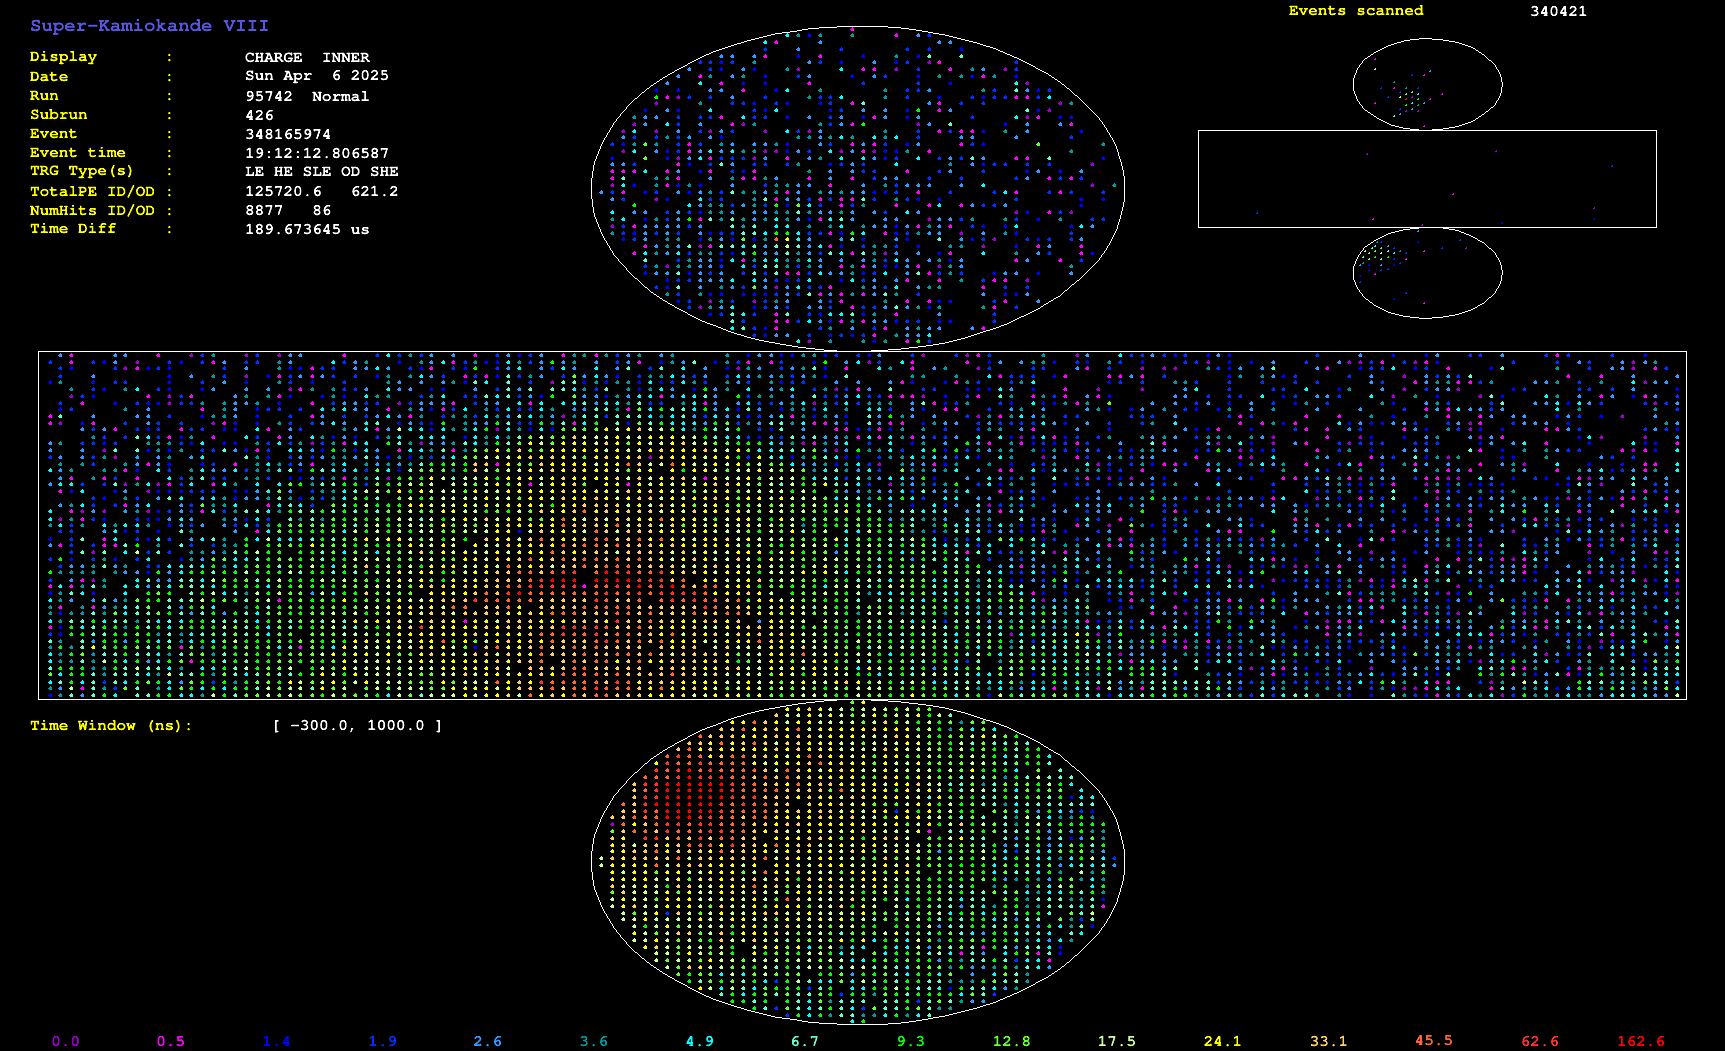 Super-Kamiokande VIII
Events scanned 340421
Display : CHARGE INNER
Date : Sun Apr 6 2025
Run : 95742 Normal
Subrun : 426
Event : 348165974
Event time : 19:12:12.806587
TRG Type(s) : LE HE SLE OD SHE
TotalPE ID/OD : 125720.6 621.2
NumHits ID/OD : 8877 86
Time Diff : 189.673645 us
Time Window (ns): [ -300.0, 1000.0 ]
0.0 0.5 1.4 1.9 2.6 3.6 4.9 6.7 9.3 12.8 17.5 24.1 33.1 45.5 62.6 162.6